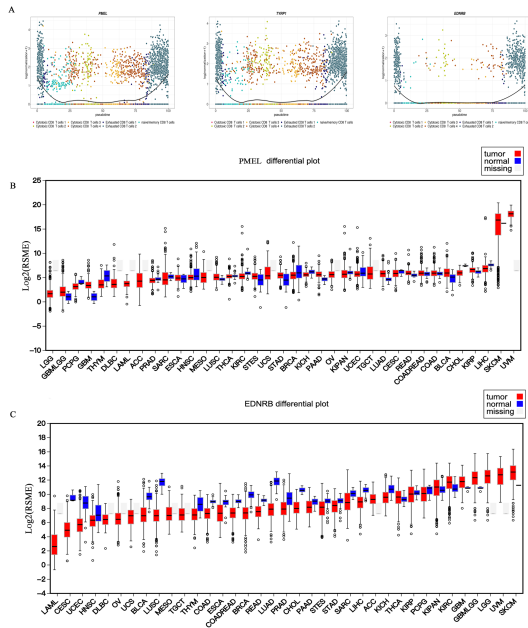 A
PMEL
TYRP1
EDNRB
pseudotime
pseudotime
pseudotime
PMEL differential plot
tumor
normal
missing
B
Log2(RSME)
25
20
15
10
5
0
−5
−10
LGG
GBMLGG
PCPG
GBM
THYM
DLBC
LAML
ACC
PRAD
SARC
ESCA
HNSC
MESO
LUSC
THCA
KIRC
STES
UCS
STAD
BRCA
KICH
PAAD
OV
KIPAN
UCEC
TGCT
LUAD
CESC
READ
COADREAD
COAD
BLCA
CHOL
KIRP
LIHC
SKCM
UVM
EDNRB differential plot
tumor
normal
missing
C
Log2(RSME)
20
18
16
14
12
10
8
6
4
2
0
−2
−4
LAML
CESC
UCEC
HNSC
DLBC
OV
UCS
BLCA
LUSC
MESO
TGCT
THYM
COAD
ESCA
COADREAD
BRCA
READ
LUAD
PRAD
CHOL
PAAD
STES
STAD
SARC
LIHC
ACC
KICH
THCA
KIRP
PCPG
KIPAN
KIRC
GBM
GBMLGG
LGG
UVM
SKCM